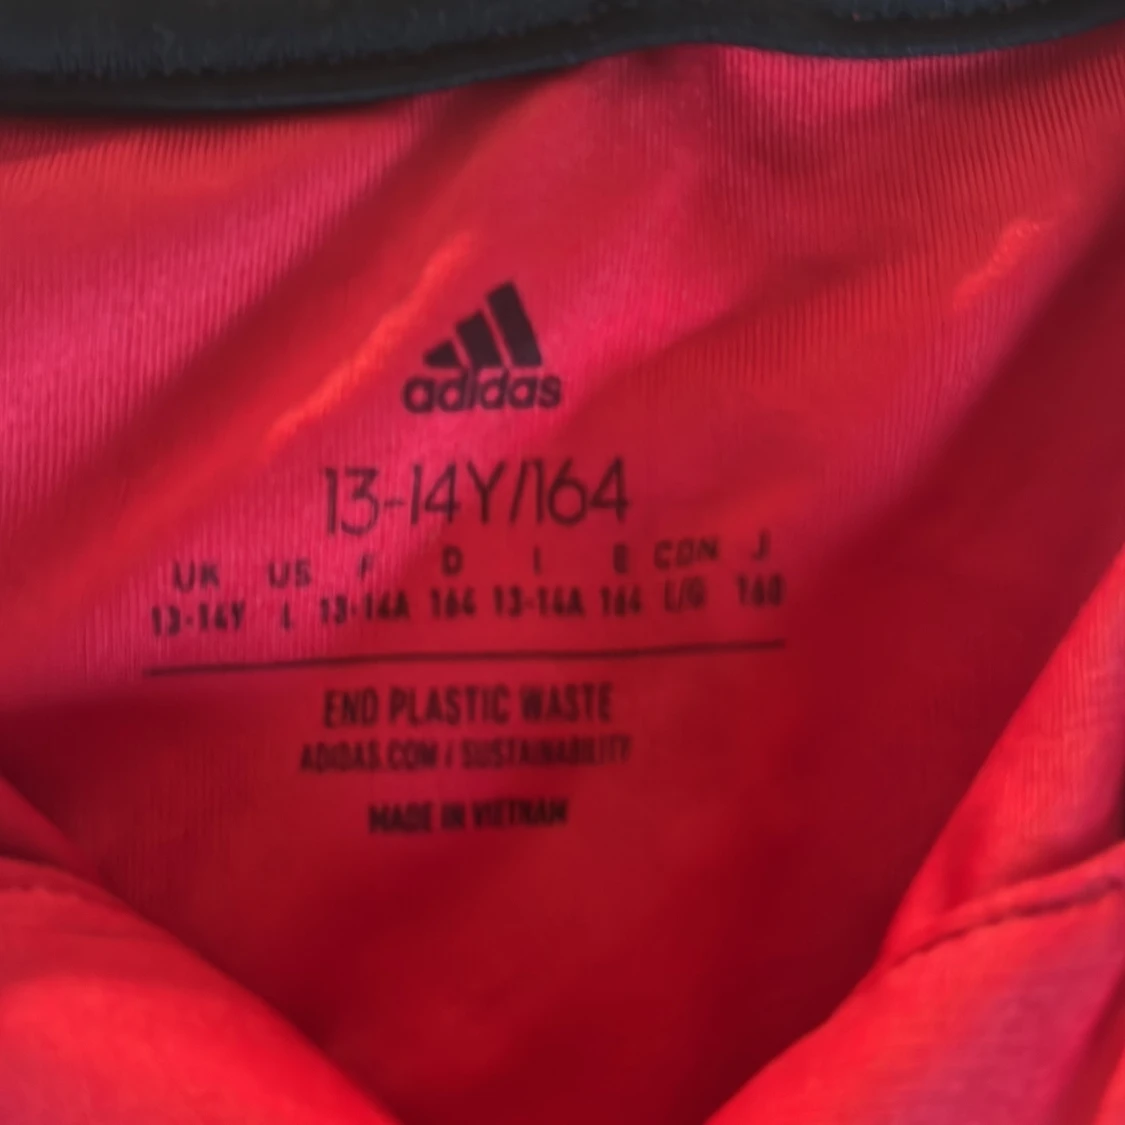 adidas
13-14Y/164
UK US F D I E CDN J
13-14Y L 13-14A 164 13-14A 164 L/G 160
END PLASTIC WASTE
ADIDAS.COM / SUSTAINABILITY
MADE IN VIETNAM